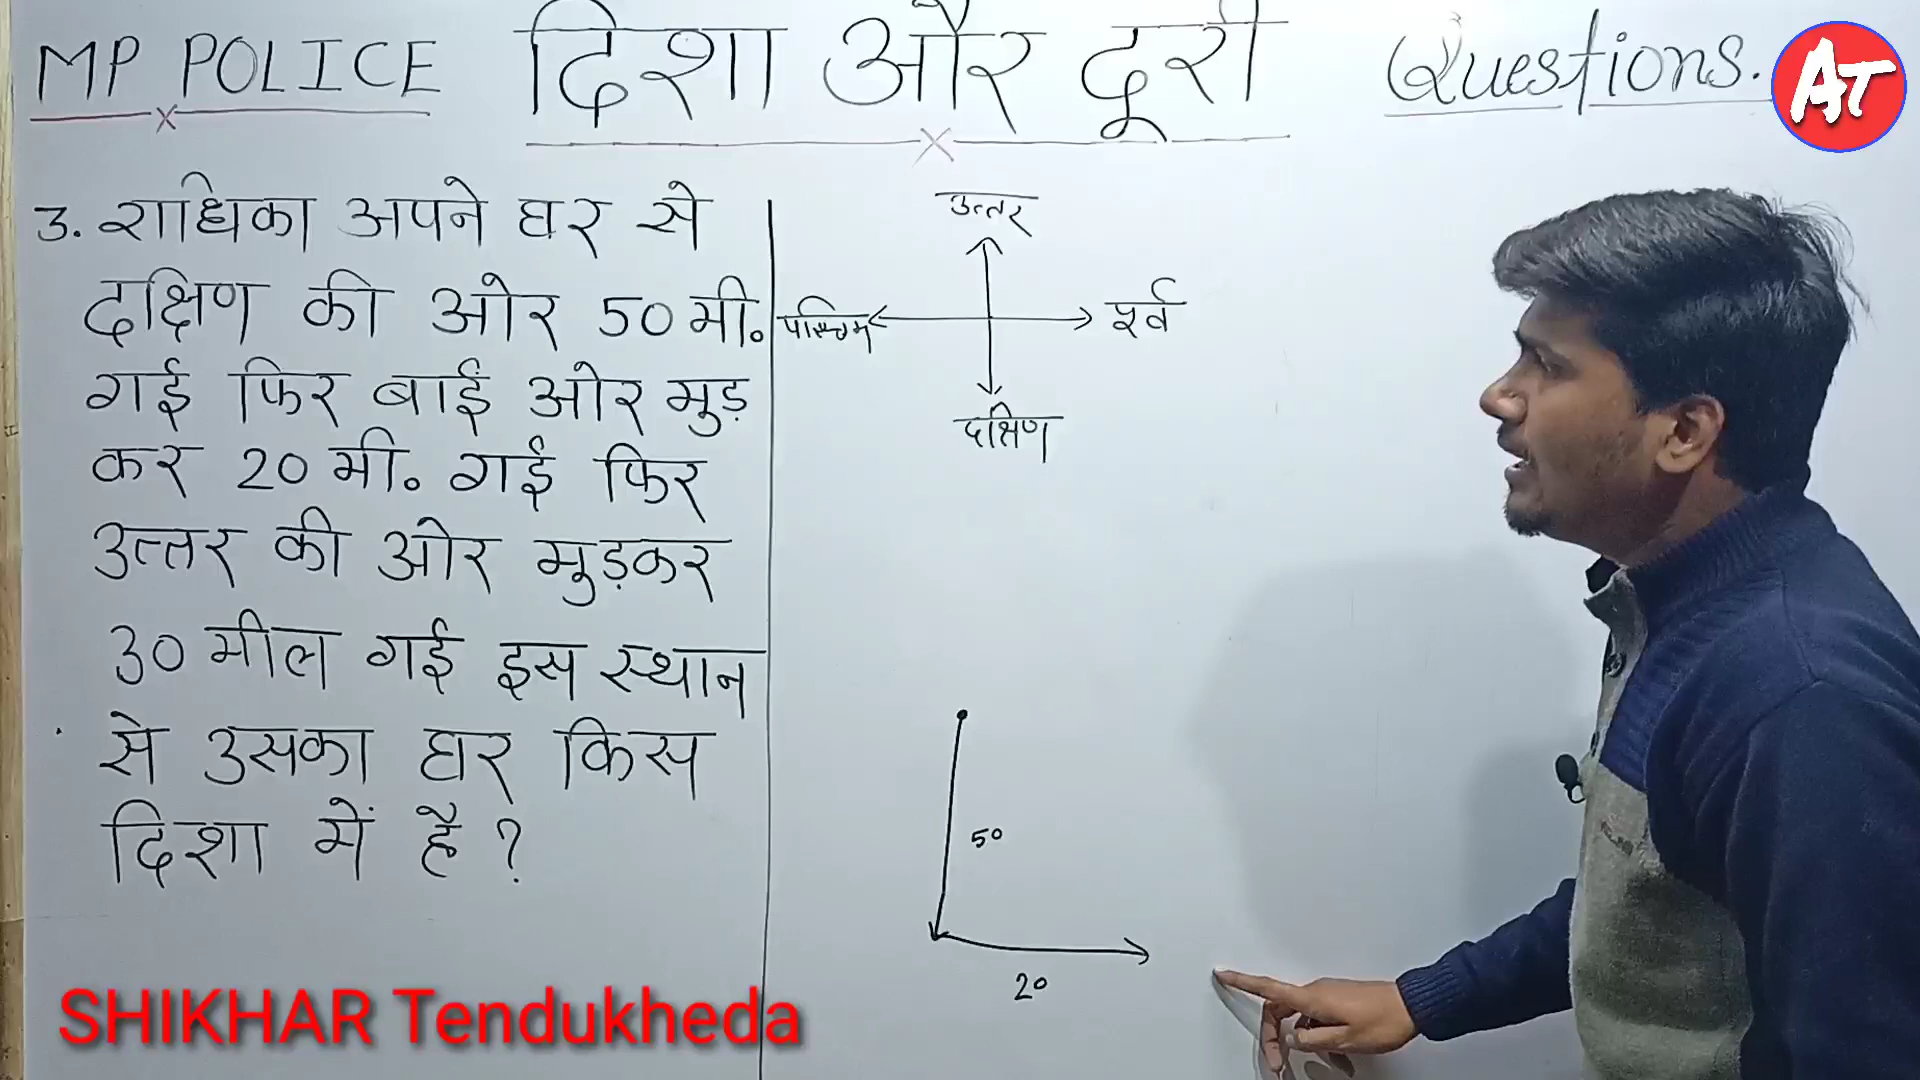 MP POLICE दिशा और दूरी Questions.
AT
3. राधिका अपने घर से
दक्षिण की ओर 50 मी.
गई फिर बाईं ओर मुड़
कर 20 मी. गई फिर
उत्तर की ओर मुड़कर
30 मील गई इस स्थान
से उसका घर किस
दिशा में है ?
उत्तर
पश्चिम
पूर्व
दक्षिण
50
20
SHIKHAR Tendukheda